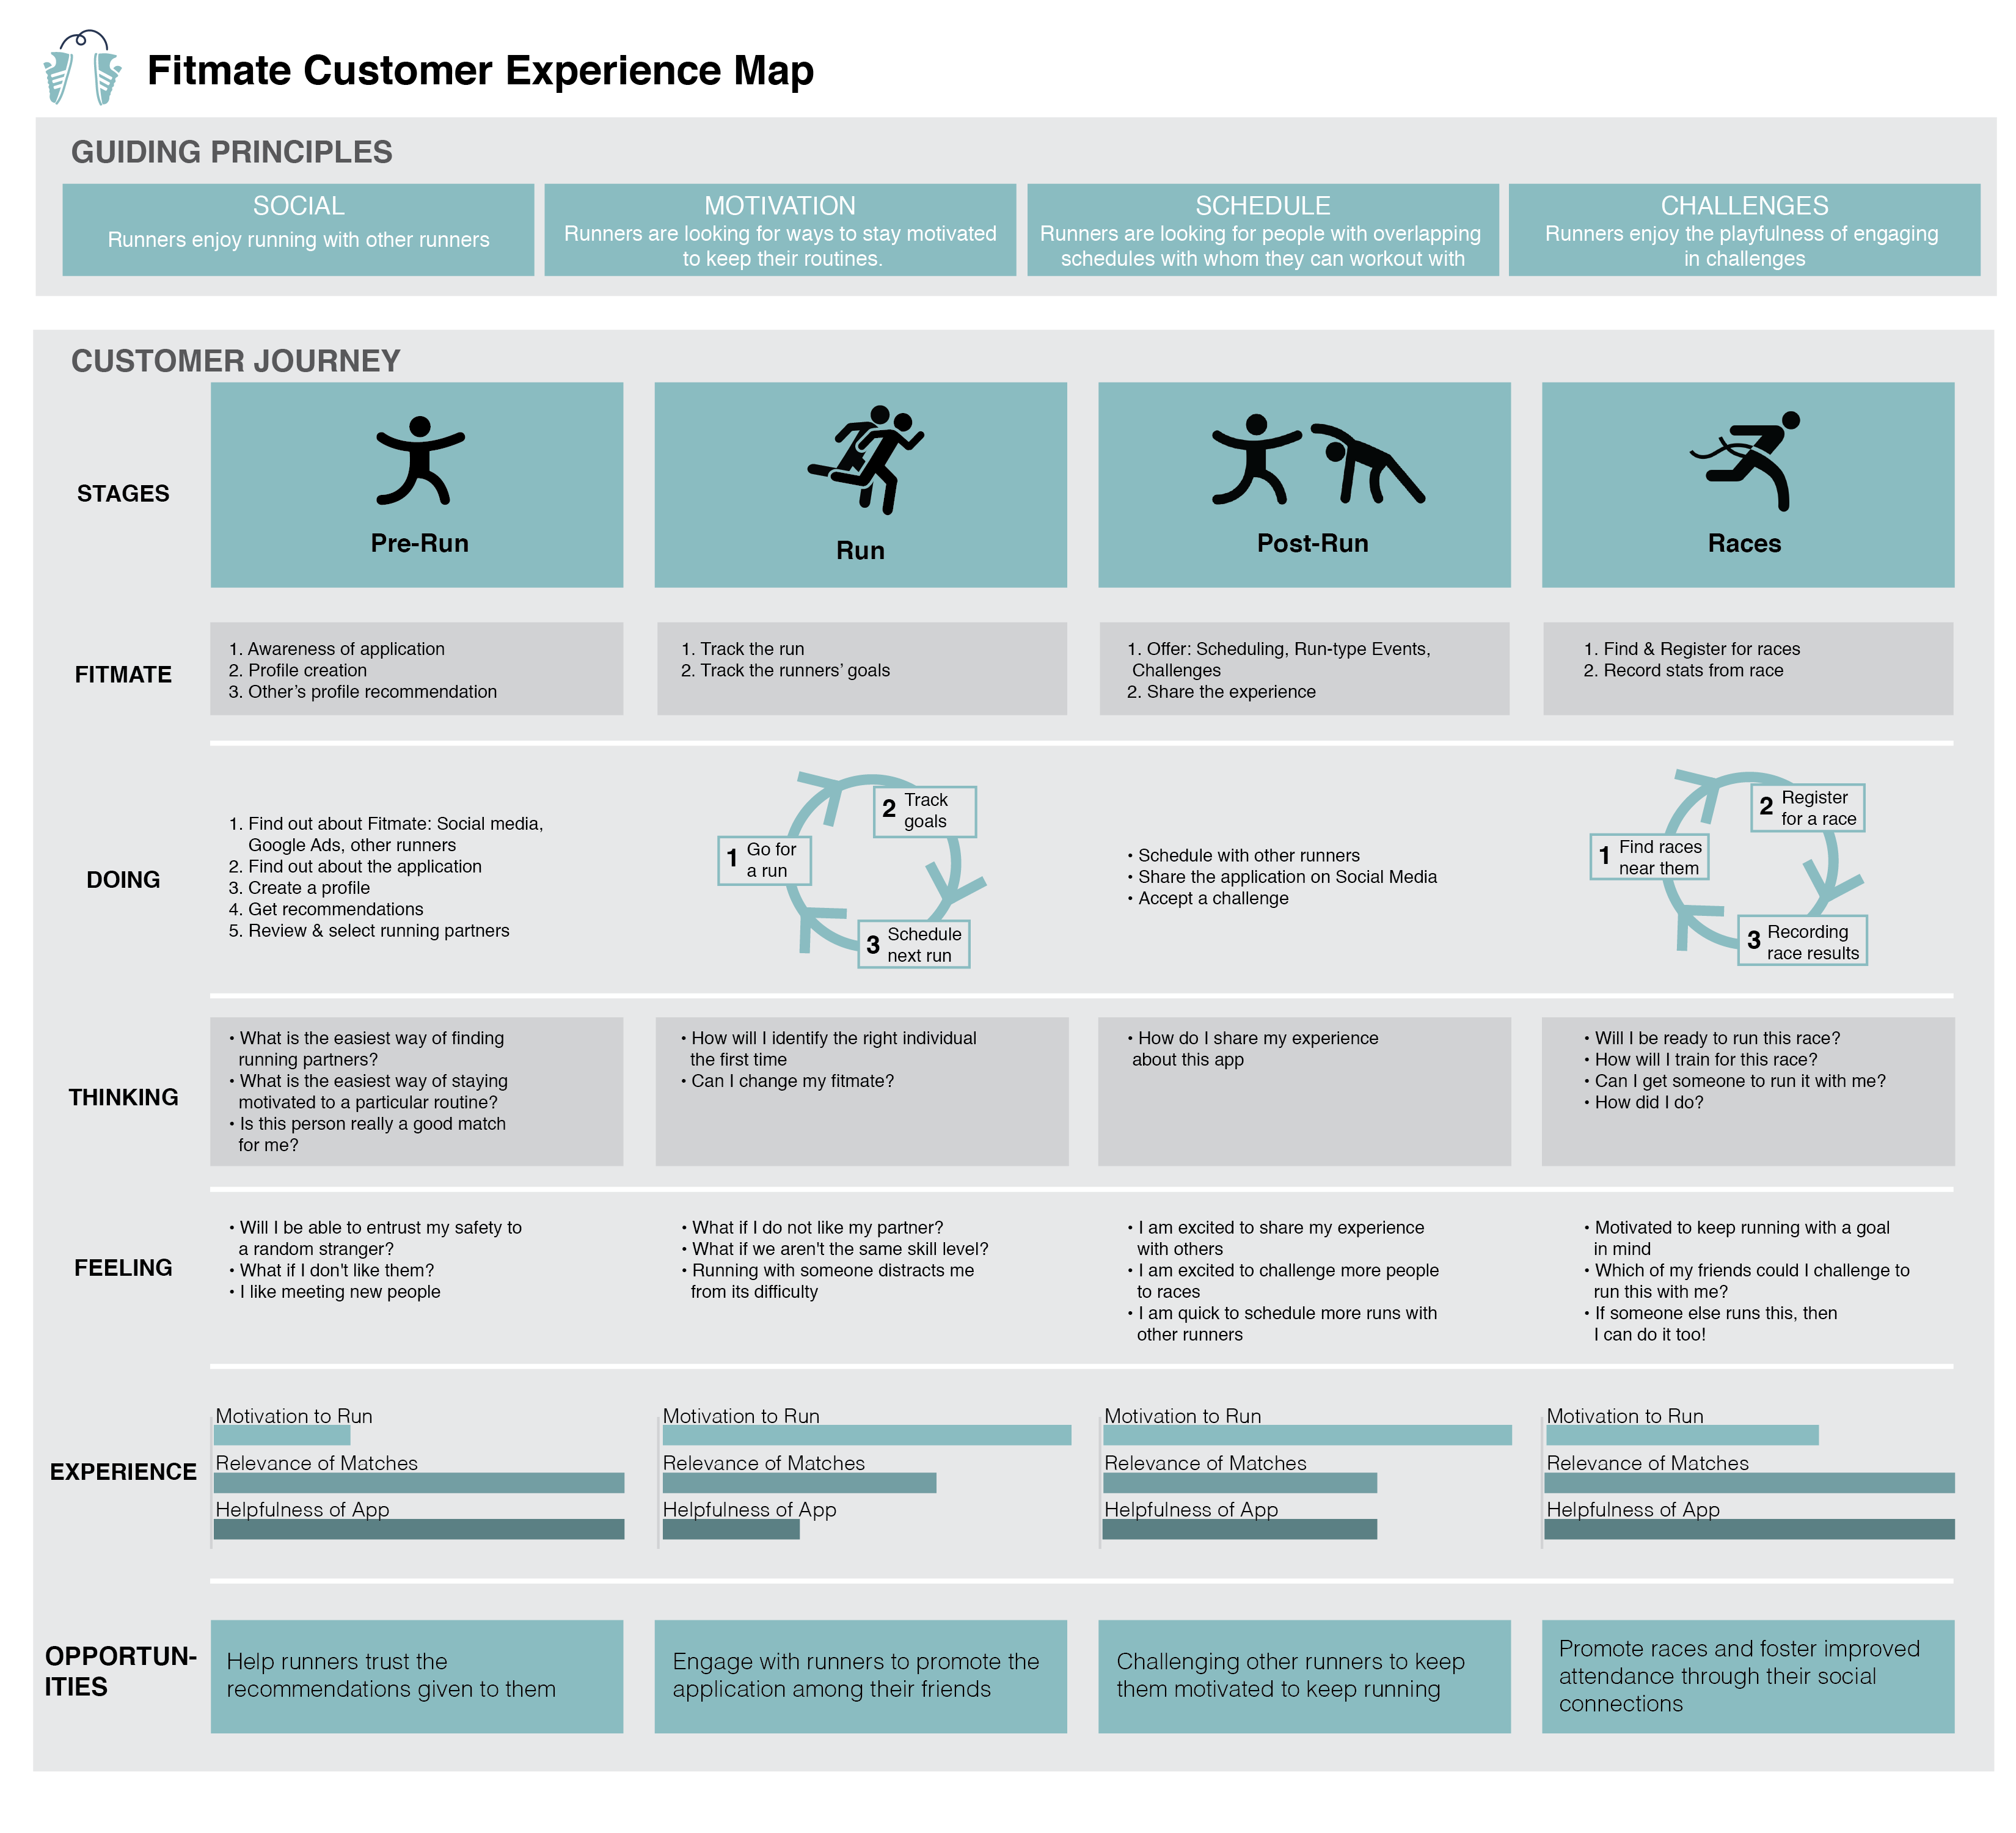 Fitmate Customer Experience Map
GUIDING PRINCIPLES
SOCIAL
Runners enjoy running with other runners
MOTIVATION
Runners are looking for ways to stay motivated
to keep their routines.
SCHEDULE
Runners are looking for people with overlapping
schedules with whom they can workout with
CHALLENGES
Runners enjoy the playfulness of engaging
in challenges
CUSTOMER JOURNEY
STAGES
Pre-Run
Run
Post-Run
Races
FITMATE
1. Awareness of application
2. Profile creation
3. Other’s profile recommendation
1. Track the run
2. Track the runners’ goals
1. Offer: Scheduling, Run-type Events,
Challenges
2. Share the experience
1. Find & Register for races
2. Record stats from race
DOING
1. Find out about Fitmate: Social media,
Google Ads, other runners
2. Find out about the application
3. Create a profile
4. Get recommendations
5. Review & select running partners
1 Go for
a run
2 Track
goals
3 Schedule
next run
• Schedule with other runners
• Share the application on Social Media
• Accept a challenge
1 Find races
near them
2 Register
for a race
3 Recording
race results
THINKING
• What is the easiest way of finding
running partners?
• What is the easiest way of staying
motivated to a particular routine?
• Is this person really a good match
for me?
• How will I identify the right individual
the first time
• Can I change my fitmate?
• How do I share my experience
about this app
• Will I be ready to run this race?
• How will I train for this race?
• Can I get someone to run it with me?
• How did I do?
FEELING
• Will I be able to entrust my safety to
a random stranger?
• What if I don't like them?
• I like meeting new people
• What if I do not like my partner?
• What if we aren't the same skill level?
• Running with someone distracts me
from its difficulty
• I am excited to share my experience
with others
• I am excited to challenge more people
to races
• I am quick to schedule more runs with
other runners
• Motivated to keep running with a goal
in mind
• Which of my friends could I challenge to
run this with me?
• If someone else runs this, then
I can do it too!
EXPERIENCE
Motivation to Run
Relevance of Matches
Helpfulness of App
Motivation to Run
Relevance of Matches
Helpfulness of App
Motivation to Run
Relevance of Matches
Helpfulness of App
Motivation to Run
Relevance of Matches
Helpfulness of App
OPPORTUN-
ITIES
Help runners trust the
recommendations given to them
Engage with runners to promote the
application among their friends
Challenging other runners to keep
them motivated to keep running
Promote races and foster improved
attendance through their social
connections